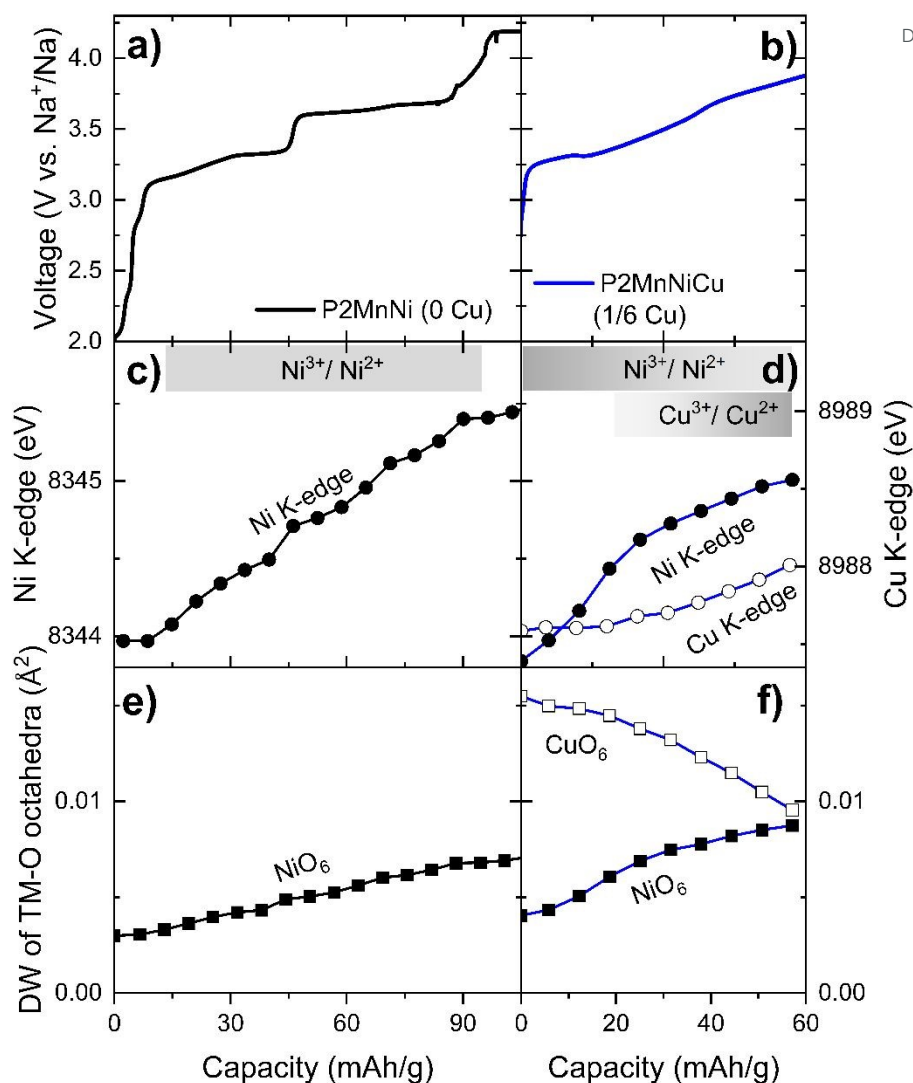 D
a)
b)
Voltage (V vs. Na⁺/Na)
4.0
3.5
3.0
2.5
2.0
P2MnNi (0 Cu)
P2MnNiCu
(1/6 Cu)
c)
Ni³⁺/ Ni²⁺
Ni³⁺/ Ni²⁺
d)
Cu³⁺/ Cu²⁺
Ni K-edge (eV)
8345
8344
Ni K-edge
Ni K-edge
Cu K-edge
8989
8988
Cu K-edge (eV)
e)
f)
DW of TM-O octahedra (Å²)
0.01
0.00
NiO₆
CuO₆
NiO₆
0.01
0.00
0
30
60
90
0
20
40
60
Capacity (mAh/g)
Capacity (mAh/g)